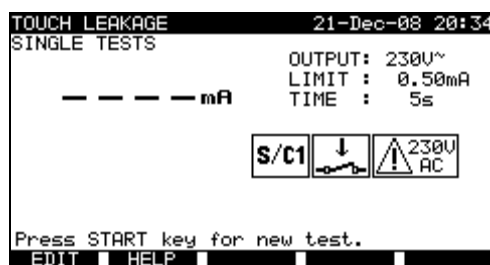 TOUCH LEAKAGE 21-Dec-08 20:34
SINGLE TESTS
OUTPUT: 230V~
LIMIT : 0.50mA
– – – – mA TIME : 5s
S/C1 230V AC
Press START key for new test.
EDIT HELP